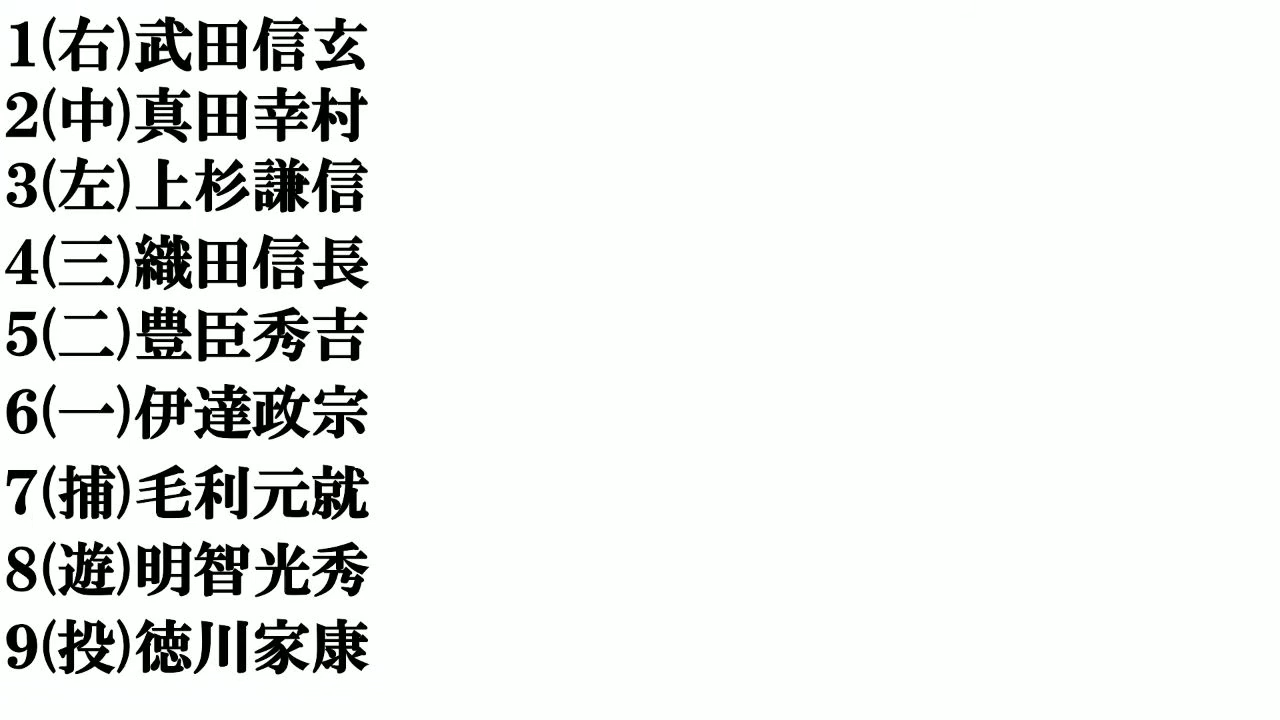 1(右)武田信玄
2(中)真田幸村
3(左)上杉謙信
4(三)織田信長
5(二)豊臣秀吉
6(一)伊達政宗
7(捕)毛利元就
8(遊)明智光秀
9(投)徳川家康